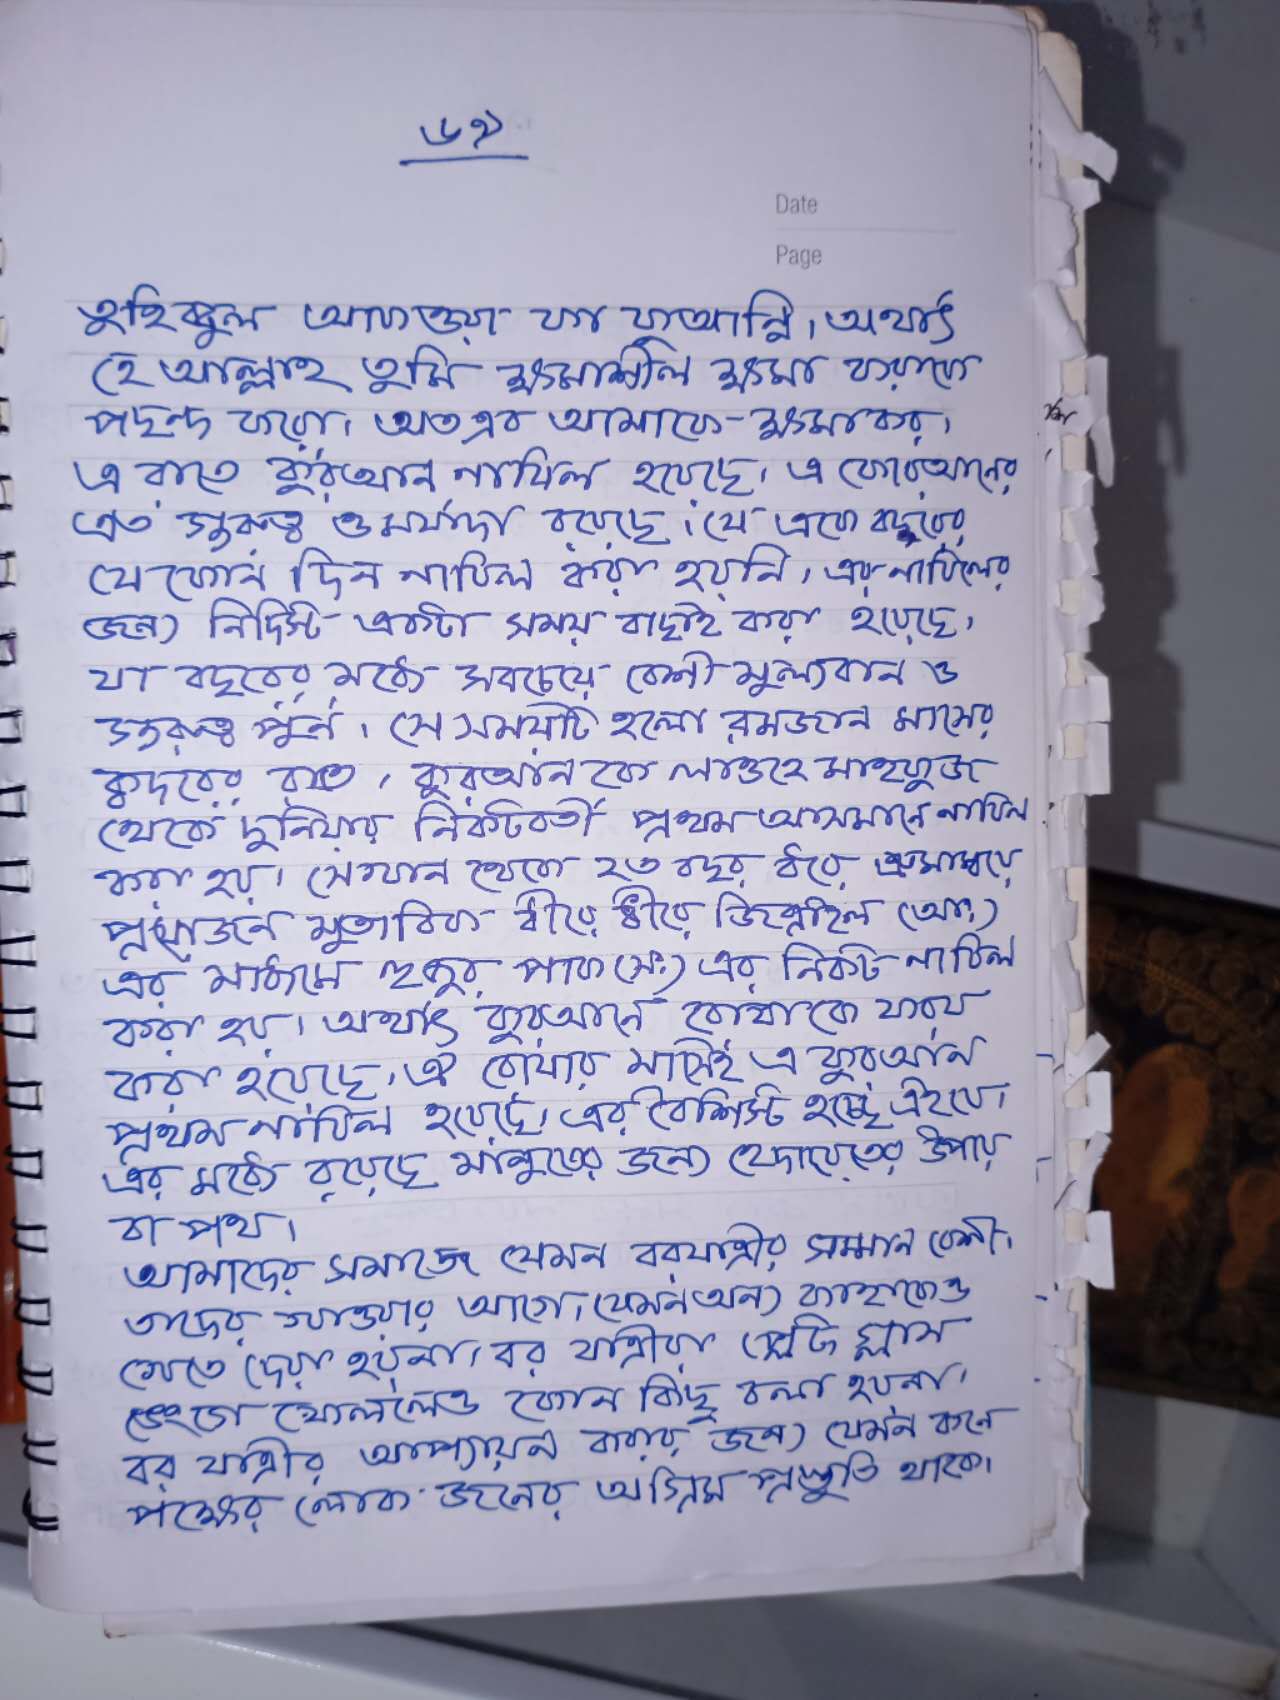 ৬৭
Date
Page
তুহিব্বুল আফওয়া ফা ফুআন্নি, অর্থাৎ
হে আল্লাহ তুমি ক্ষমাশীল ক্ষমা করাকে
পছন্দ করো। অতএব আমাকে ক্ষমা কর।
এ রাতে কুরআন নাযিল হয়েছে। এ কোরআনের
এত গুরুত্ব ও মর্যাদা রয়েছে। যে একে বছরের
যে কোন দিন নাযিল করা হয়নি, এর নাযিলের
জন্য নির্দিস্ট একটা সময় বাছাই করা হয়েছে,
যা বছরের মধ্যে সবচেয়ে বেশী মুল্যবান ও
গুরুত্ব পুর্ন। সে সময়টি হলো রমজান মাসের
ক্বদরের রাত, কুরআন কে লাওহে মাহফুজ
থেকে দুনিয়ার নিকটবর্তী প্রথম আসমানে নাযিল
করা হয়। সেখান থেকে ২৩ বছর ধরে ক্রমান্বয়ে
প্রয়োজন মুতাবিক ধীরে ধীরে জিব্রাইল (আঃ)
এর মাধ্যমে হুজুর পাক (সঃ) এর নিকট নাযিল
করা হয়। অর্থাৎ কুরআনে রোযাকে ফরয
করা হয়েছে, ঐ রোযার মাসেই এ কুরআন
প্রথম নাযিল হয়েছে। এর বৈশিস্ট হচ্ছে এইযে।
এর মধ্যে রয়েছে মানুষের জন্য হেদায়েতের উপায়
বা পথ।
আমাদের সমাজে যেমন বরযাত্রীর সম্মান বেশী।
তাদের খাওয়ার আগে, যেমন অন্য কাহাকেও
খেতে দেয়া হয়না। বর যাত্রীরা প্লেট গ্লাস
ভেংগে ফেললেও কোন কিছু বলা হয়না,
বর যাত্রীর আপ্যায়ন করার জন্য যেমন কনে
পক্ষের লোক জনের অগ্রিম প্রস্তুতি থাকে।